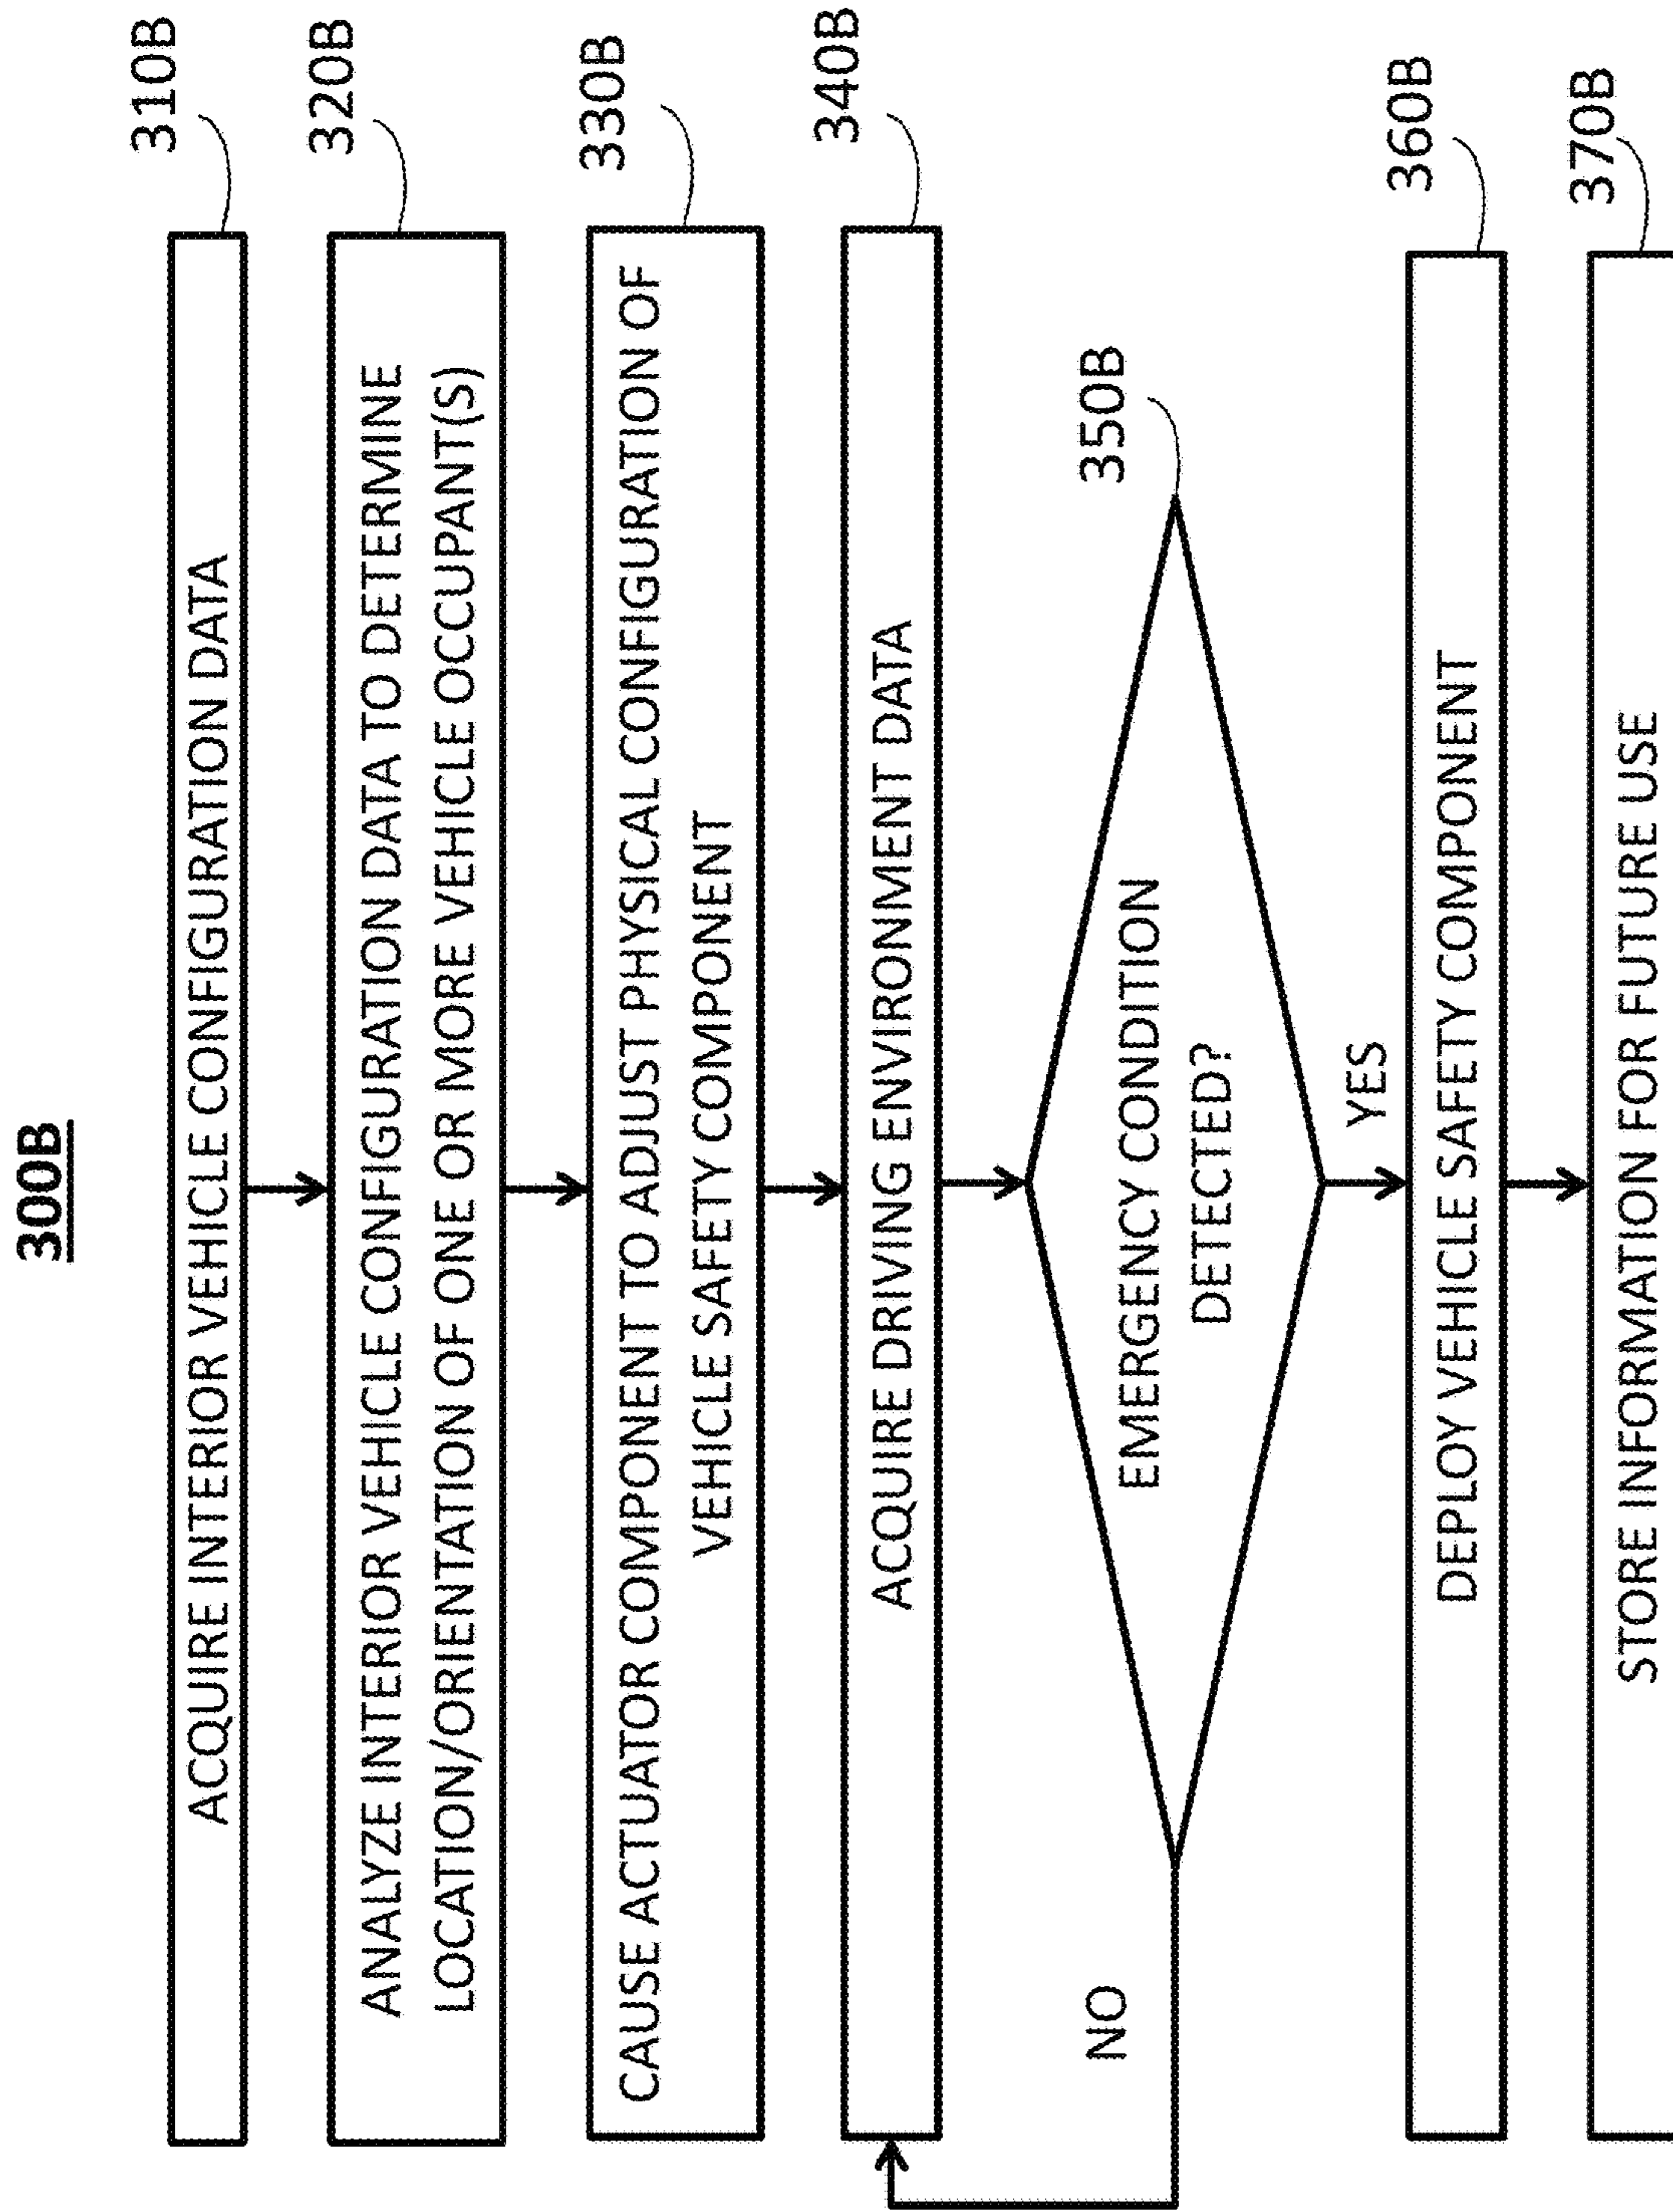 300B
310B
ACQUIRE INTERIOR VEHICLE CONFIGURATION DATA
320B
ANALYZE INTERIOR VEHICLE CONFIGURATION DATA TO DETERMINE
LOCATION/ORIENTATION OF ONE OR MORE VEHICLE OCCUPANT(S)
330B
CAUSE ACTUATOR COMPONENT TO ADJUST PHYSICAL CONFIGURATION OF
VEHICLE SAFETY COMPONENT
340B
ACQUIRE DRIVING ENVIRONMENT DATA
350B
EMERGENCY CONDITION
DETECTED?
NO
YES
360B
DEPLOY VEHICLE SAFETY COMPONENT
370B
STORE INFORMATION FOR FUTURE USE